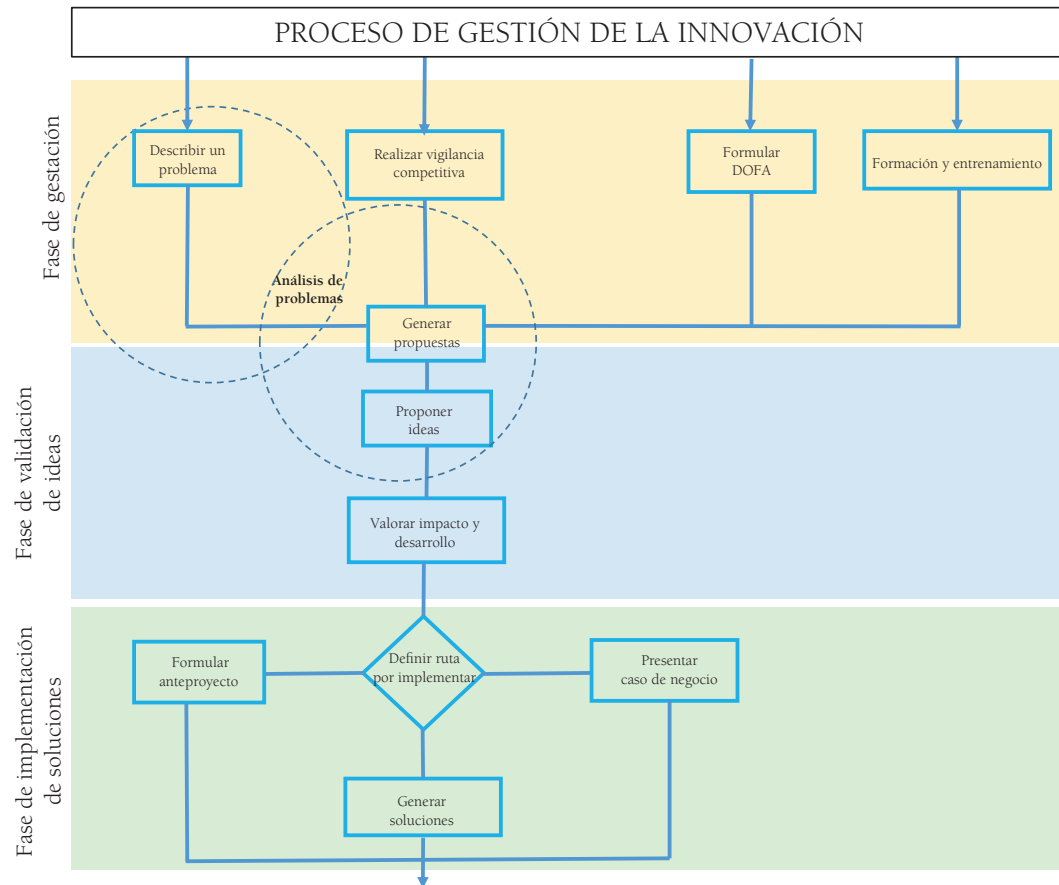 PROCESO DE GESTIÓN DE LA INNOVACIÓN
Fase de gestación
Describir un
problema
Realizar vigilancia
competitiva
Formular
DOFA
Formación y entrenamiento
Análisis de
problemas
Generar
propuestas
Fase de validación
de ideas
Proponer
ideas
Valorar impacto y
desarrollo
Fase de implementación
de soluciones
Formular
anteproyecto
Definir ruta
por implementar
Presentar
caso de negocio
Generar
soluciones